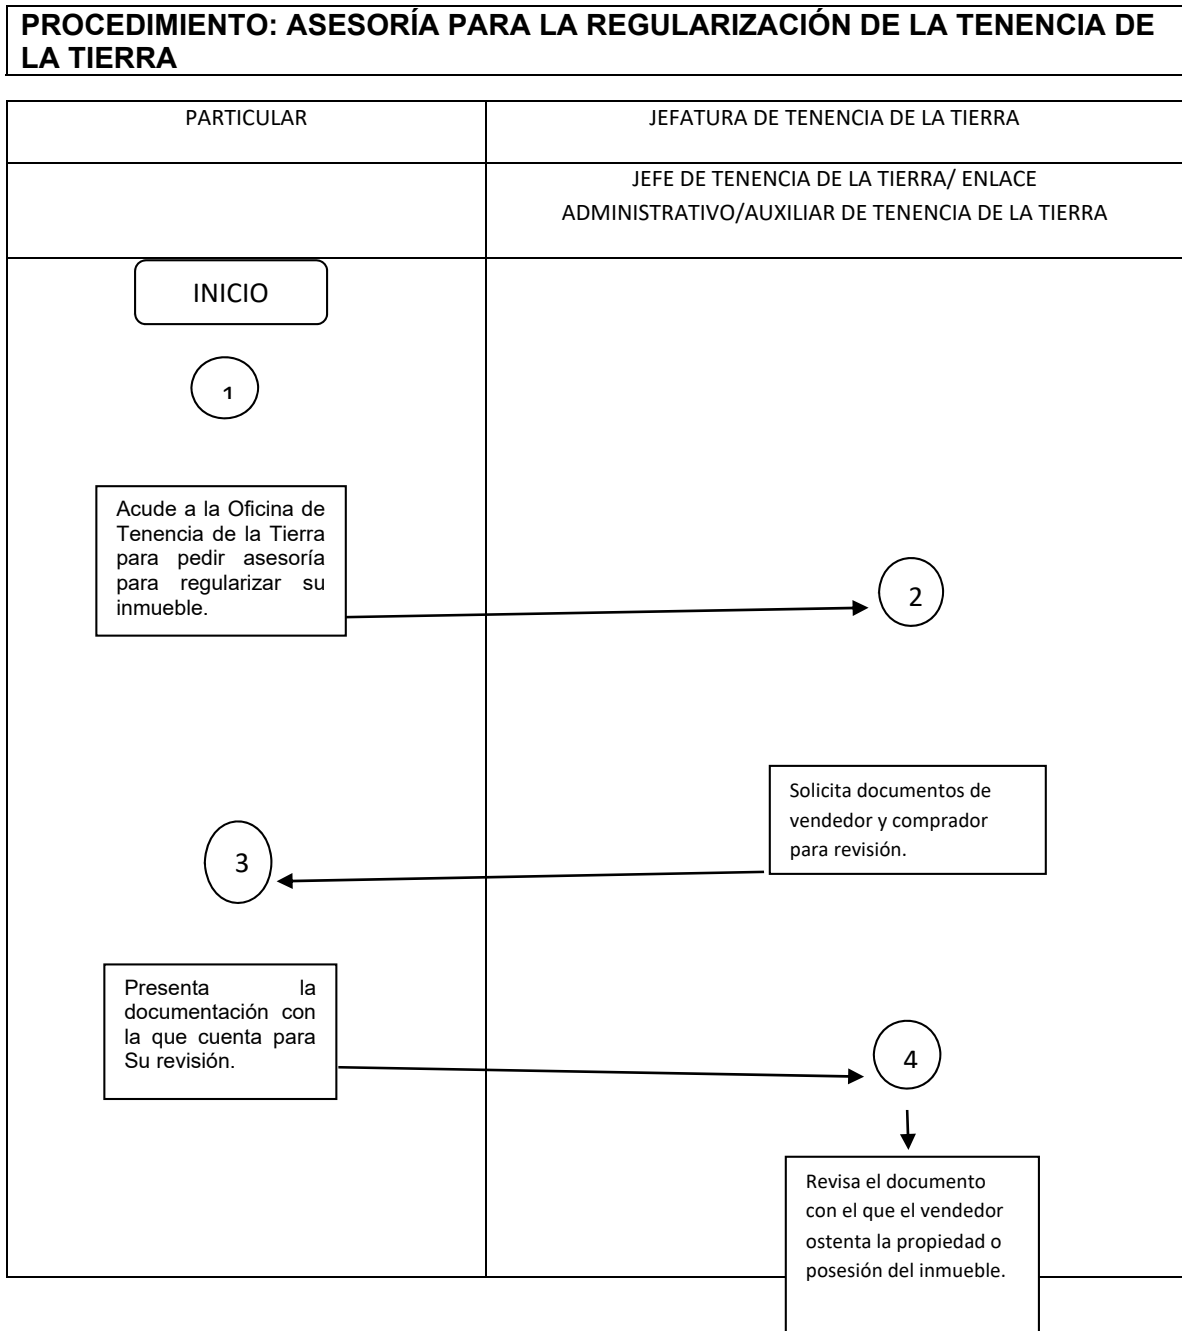 PROCEDIMIENTO: ASESORÍA PARA LA REGULARIZACIÓN DE LA TENENCIA DE
LA TIERRA
PARTICULAR
JEFATURA DE TENENCIA DE LA TIERRA
JEFE DE TENENCIA DE LA TIERRA/ ENLACE
ADMINISTRATIVO/AUXILIAR DE TENENCIA DE LA TIERRA
INICIO
1
Acude a la Oficina de
Tenencia de la Tierra
para pedir asesoría
para regularizar su
inmueble.
2
Solicita documentos de
vendedor y comprador
para revisión.
3
Presenta la
documentación con
la que cuenta para
Su revisión.
4
Revisa el documento
con el que el vendedor
ostenta la propiedad o
posesión del inmueble.